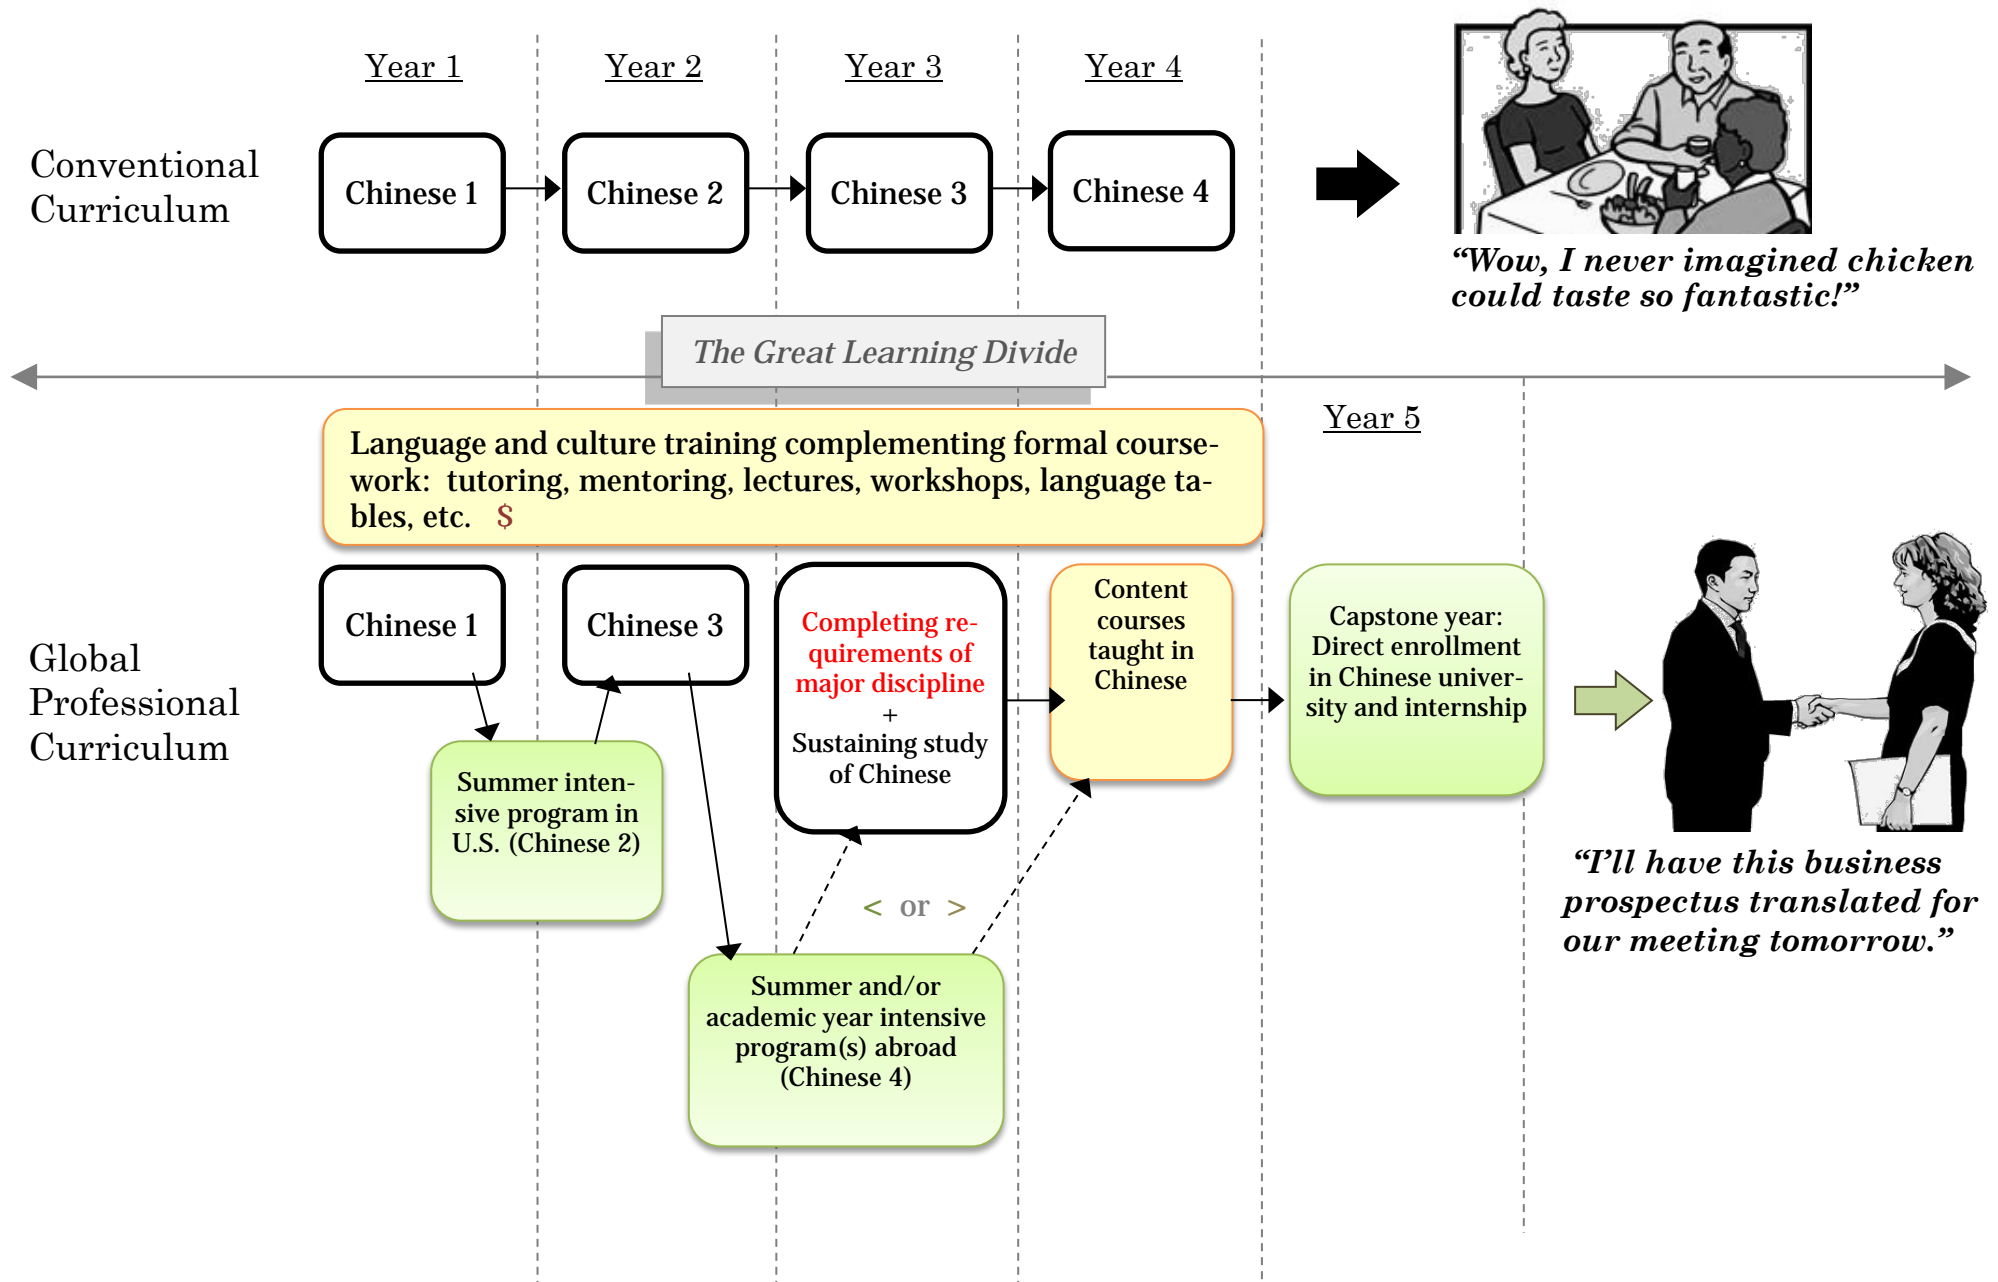 Year 1
Year 2
Year 3
Year 4
Conventional
Curriculum
Chinese 1
Chinese 2
Chinese 3
Chinese 4
“Wow, I never imagined chicken
could taste so fantastic!”
The Great Learning Divide
Year 5
Language and culture training complementing formal course-
work:  tutoring, mentoring, lectures, workshops, language ta-
bles, etc.   $
Global
Professional
Curriculum
Chinese 1
Summer inten-
sive program in
U.S. (Chinese 2)
Chinese 3
Summer and/or
academic year intensive
program(s) abroad
(Chinese 4)
< or >
Completing re-
quirements of
major discipline
+
Sustaining study
of Chinese
Content
courses
taught in
Chinese
Capstone year:
Direct enrollment
in Chinese univer-
sity and internship
“I’ll have this business
prospectus translated for
our meeting tomorrow.”